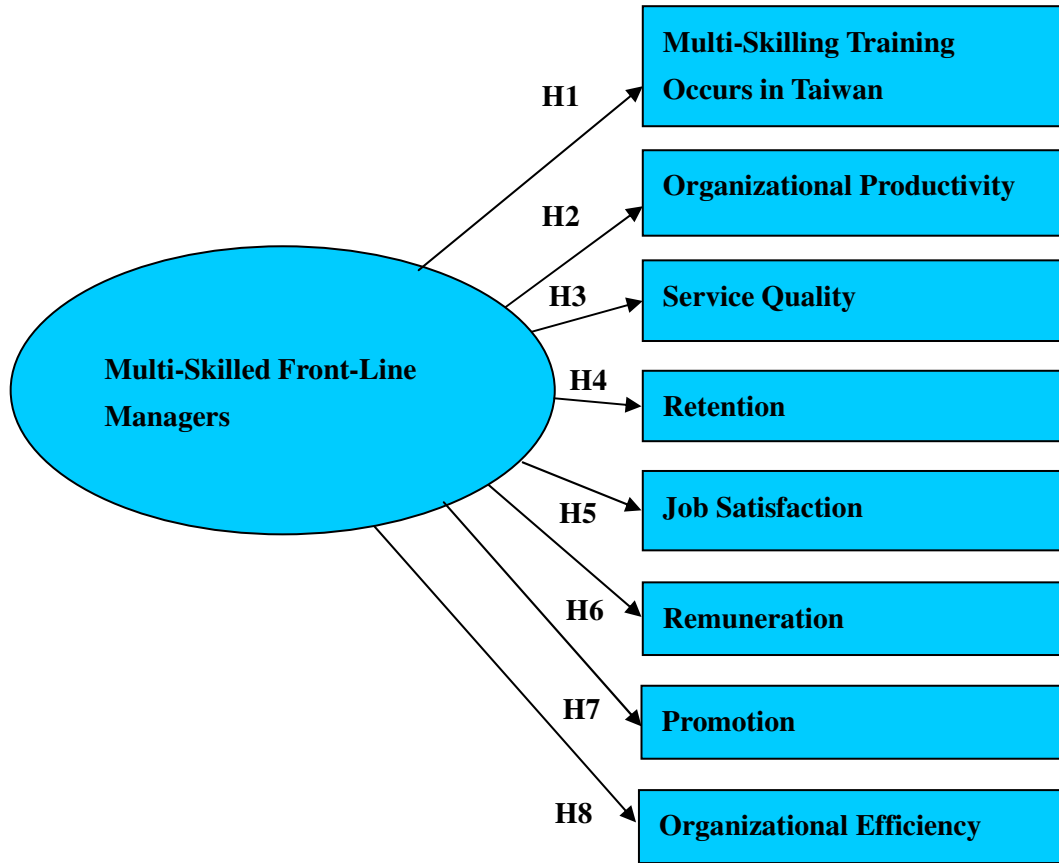 Multi-Skilling Training
Occurs in Taiwan
H1
Organizational Productivity
H2
Service Quality
H3
Multi-Skilled Front-Line
Managers
H4
Retention
Job Satisfaction
H5
Remuneration
H6
Promotion
H7
Organizational Efficiency
H8